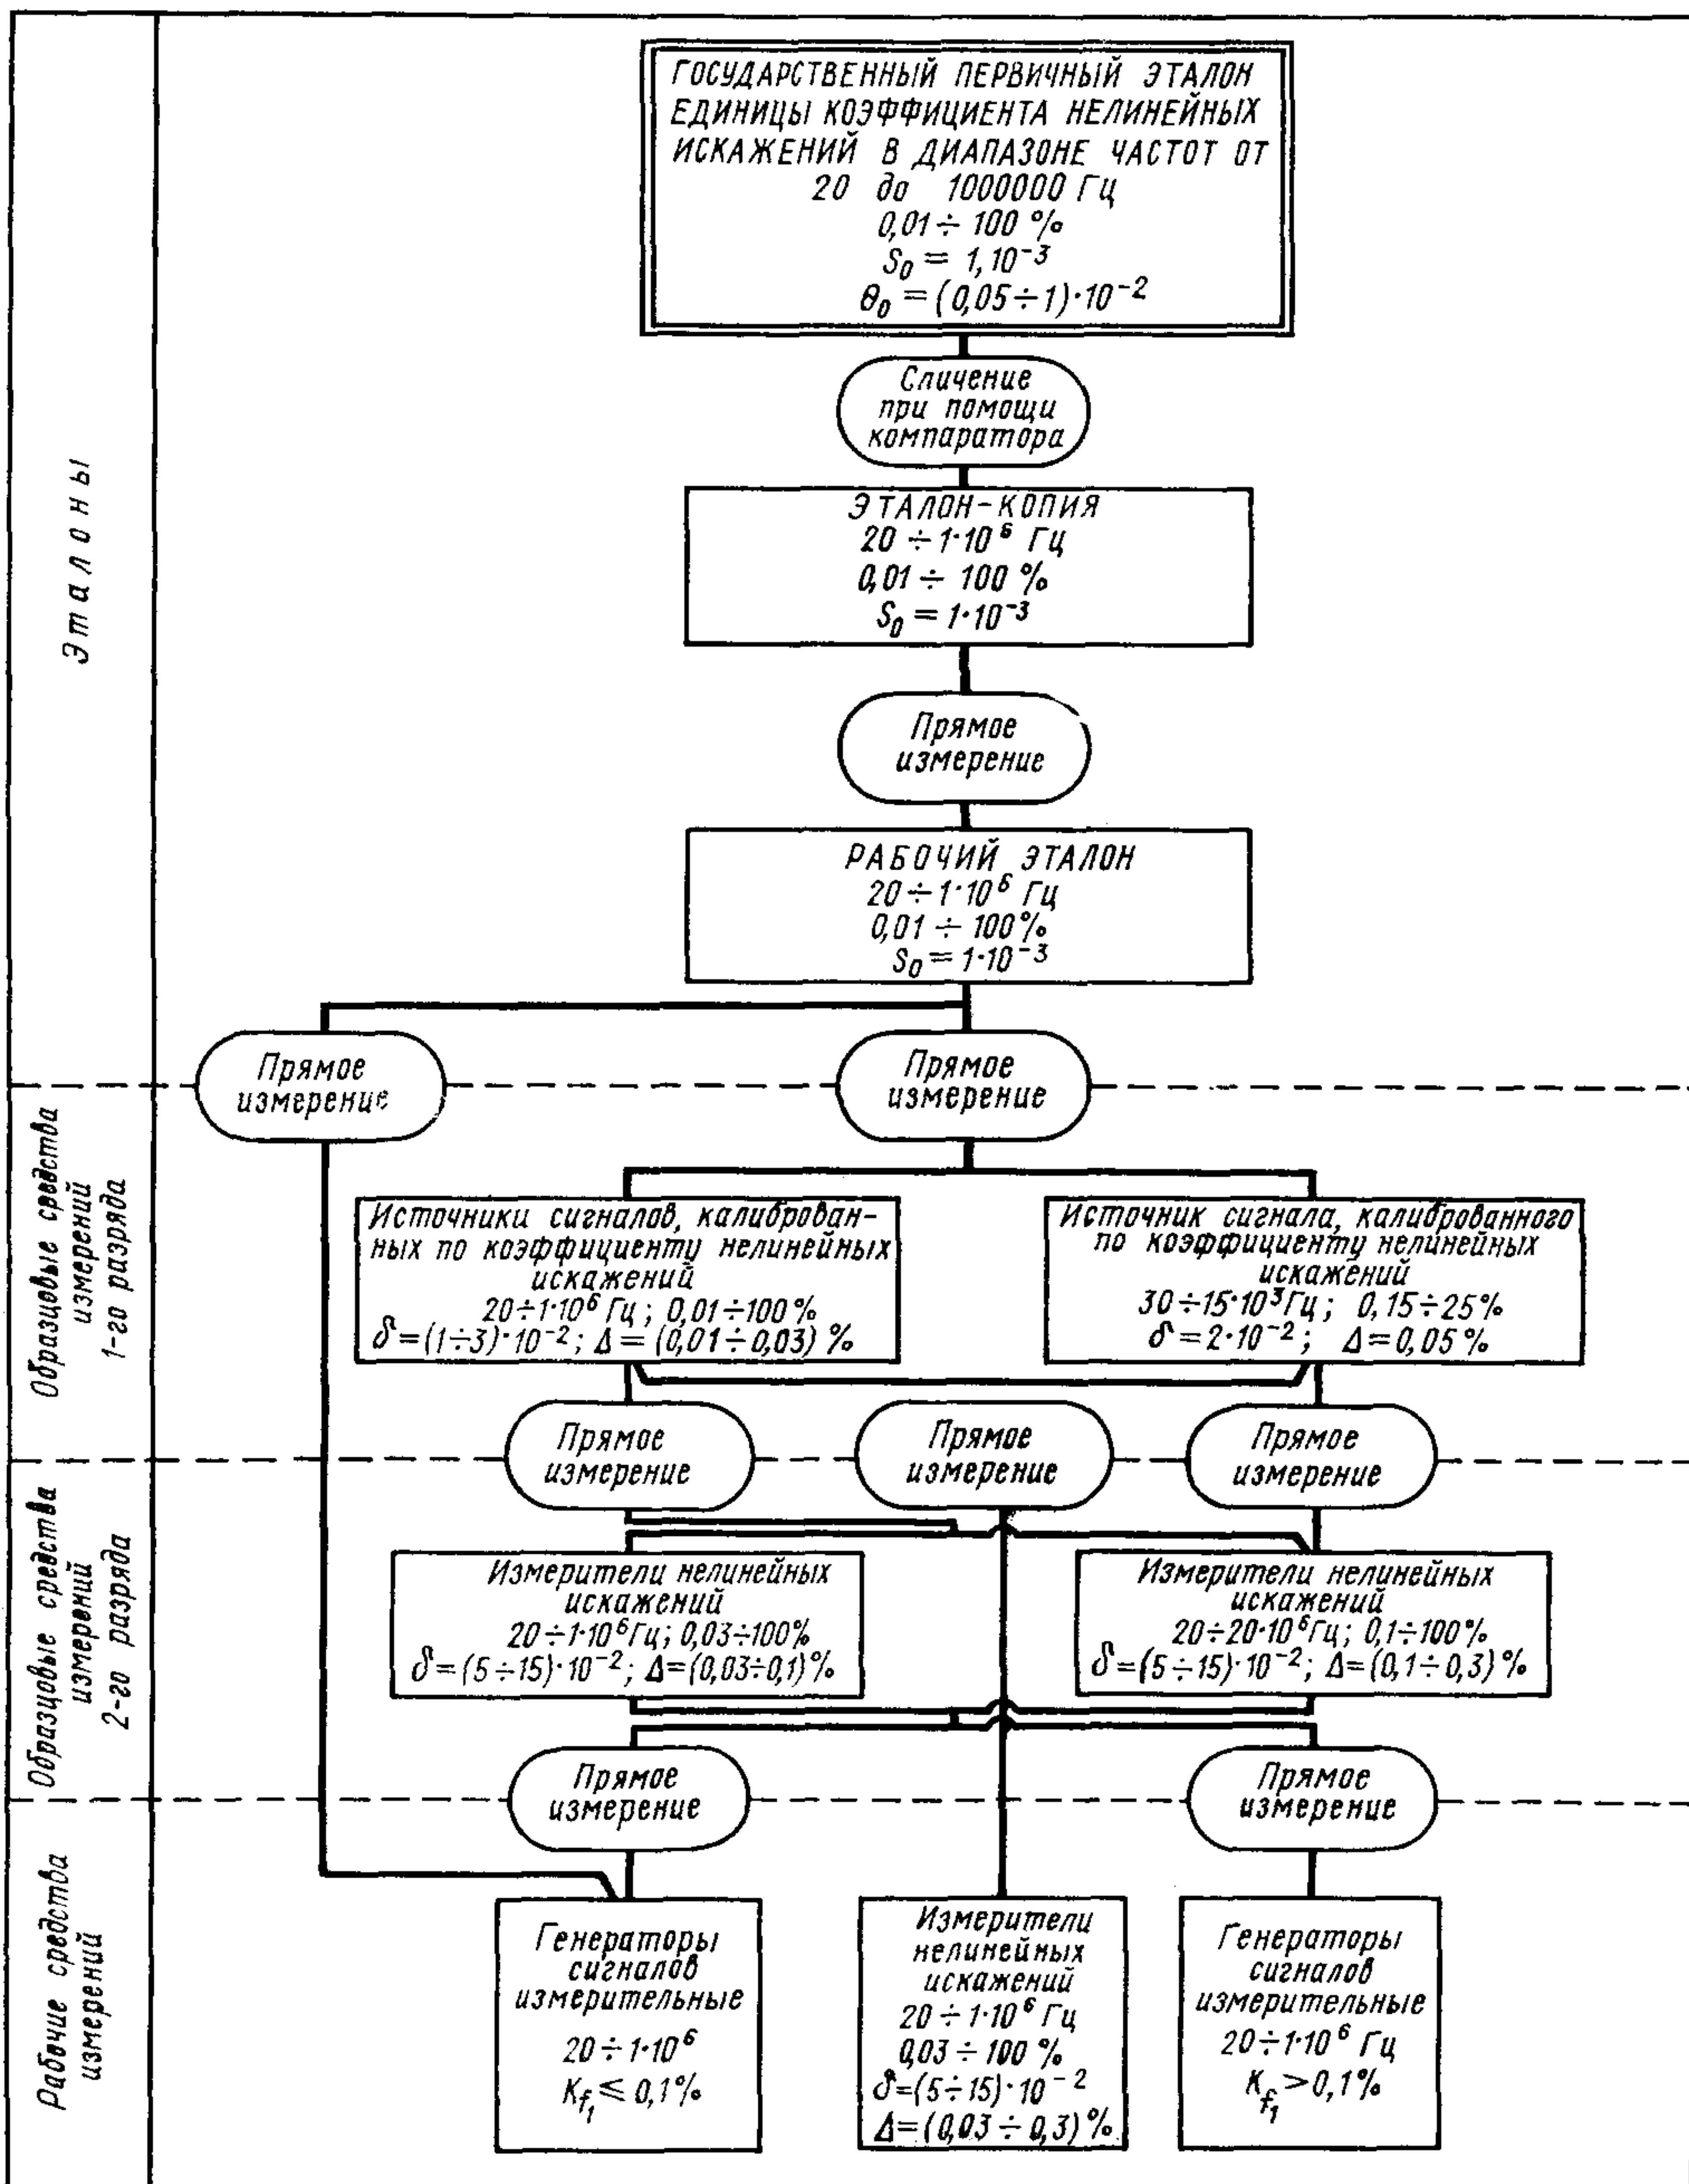 Эталоны
ГОСУДАРСТВЕННЫЙ ПЕРВИЧНЫЙ ЭТАЛОН
ЕДИНИЦЫ КОЭФФИЦИЕНТА НЕЛИНЕЙНЫХ
ИСКАЖЕНИЙ В ДИАПАЗОНЕ ЧАСТОТ ОТ
20 до 1000000 Гц
0,01 ÷ 100 %
S₀ = 1,10⁻³
θ₀ = (0,05 ÷ 1)·10⁻²
Сличение
при помощи
компаратора
ЭТАЛОН-КОПИЯ
20 ÷ 1·10⁶ Гц
0,01 ÷ 100 %
S₀ = 1·10⁻³
Прямое
измерение
РАБОЧИЙ ЭТАЛОН
20 ÷ 1·10⁶ Гц
0,01 ÷ 100%
S₀ = 1·10⁻³
Прямое
измерение
Прямое
измерение
Образцовые средства
измерений
1-го разряда
Источники сигналов, калиброван-
ных по коэффициенту нелинейных
искажений
20÷1·10⁶ Гц; 0,01÷100%
δ=(1÷3)·10⁻²; Δ=(0,01÷0,03) %
Источник сигнала, калиброванного
по коэффициенту нелинейных
искажений
30÷15·10³Гц; 0,15÷25%
δ=2·10⁻²; Δ=0,05 %
Прямое
измерение
Прямое
измерение
Прямое
измерение
Образцовые средства
измерений
2-го разряда
Измерители нелинейных
искажений
20÷1·10⁶Гц; 0,03÷100%
δ=(5÷15)·10⁻²; Δ=(0,03÷0,1)%
Измерители нелинейных
искажений
20÷20·10⁶Гц; 0,1÷100%
δ=(5÷15)·10⁻²; Δ=(0,1÷0,3)%
Прямое
измерение
Прямое
измерение
Рабочие средства
измерений
Генераторы
сигналов
измерительные
20÷1·10⁶
K_f₁ ≤ 0,1%
Измерители
нелинейных
искажений
20÷1·10⁶ Гц
0,03÷100 %
δ=(5÷15)·10⁻²
Δ=(0,03÷0,3)%
Генераторы
сигналов
измерительные
20÷1·10⁶ Гц
K_f₁ >0,1%